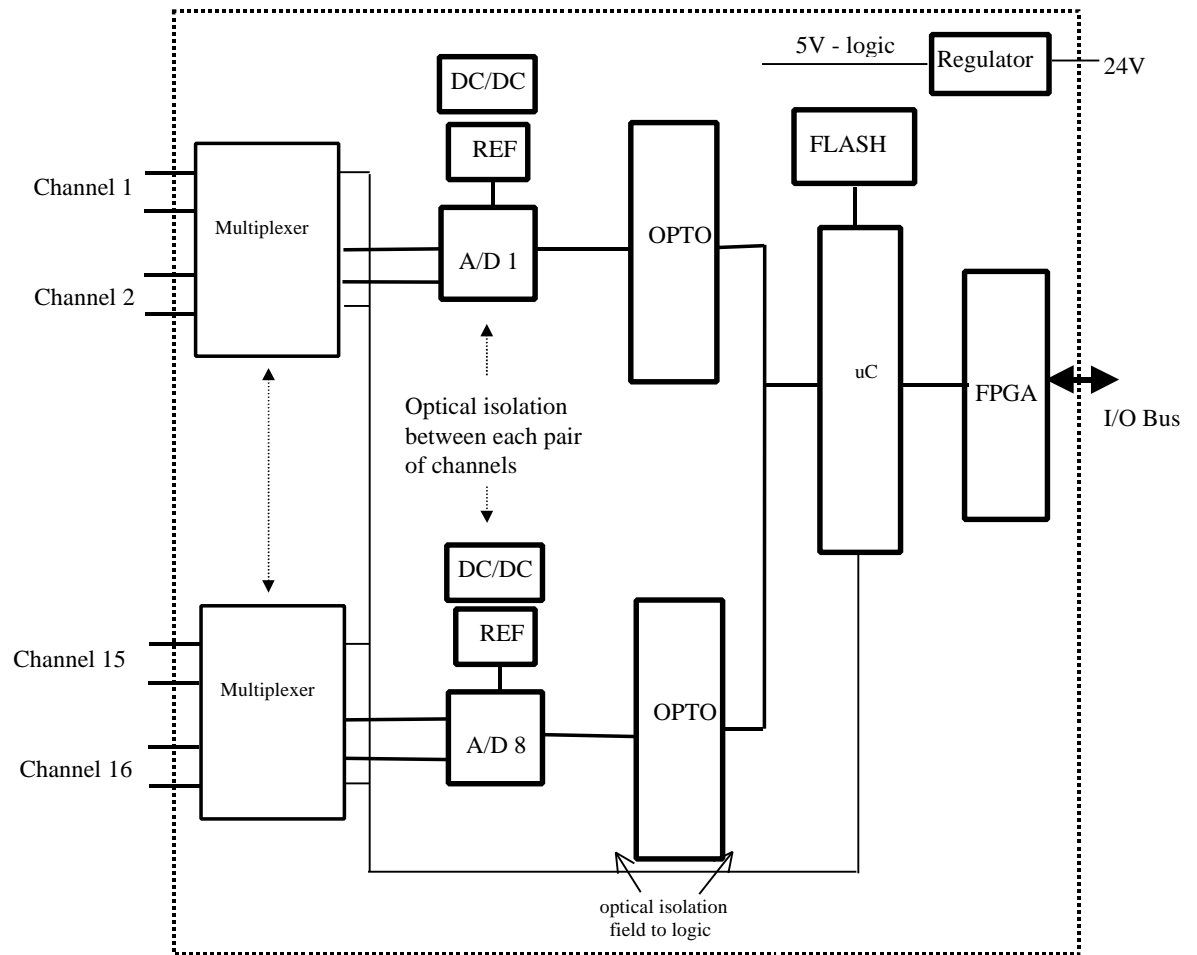 5V - logic
Regulator
24V
DC/DC
REF
FLASH
Channel 1
Multiplexer
OPTO
A/D 1
Channel 2
uC
FPGA
Optical isolation
between each pair
of channels
I/O Bus
DC/DC
REF
Channel 15
Multiplexer
OPTO
A/D 8
Channel 16
optical isolation
field to logic